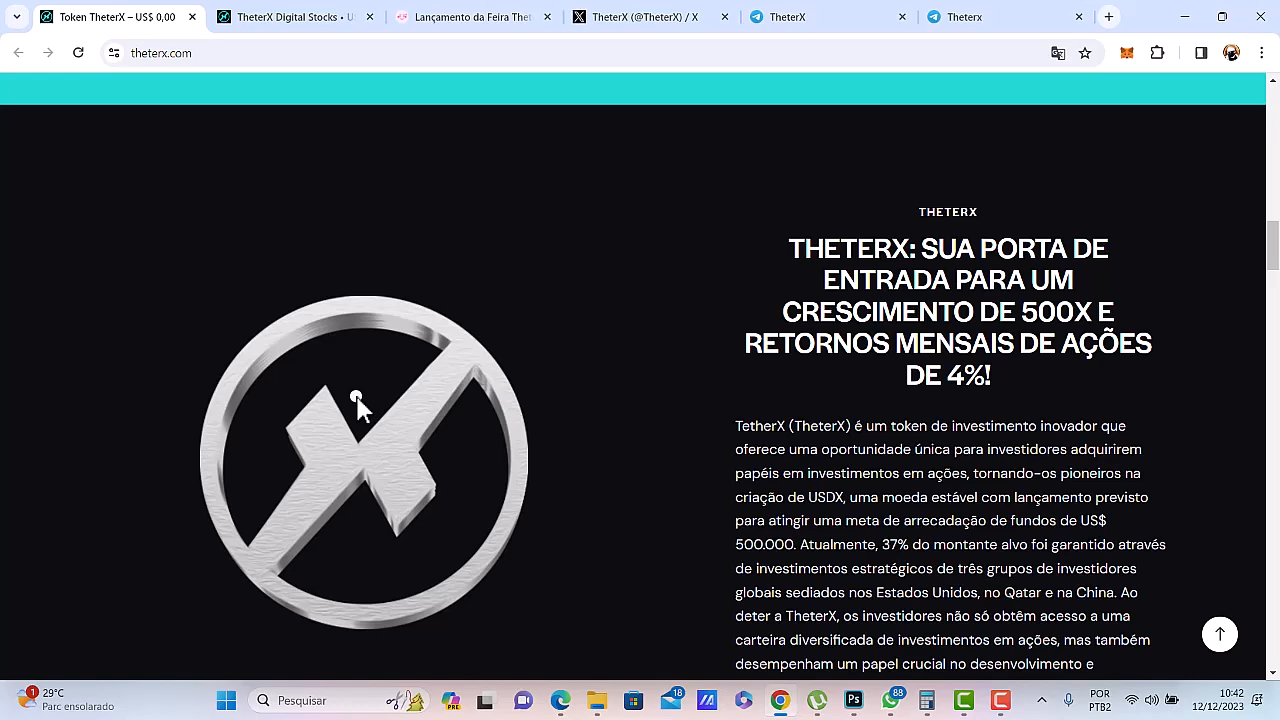 Token TetherX – US$ 0,00
TheterX Digital Stocks • U
Lançamento da Feira Thet
TheterX (@TheterX) / X
TheterX
Theterx
theterx.com
THETERX
THETERX: SUA PORTA DE
ENTRADA PARA UM
CRESCIMENTO DE 500X E
RETORNOS MENSAIS DE AÇÕES
DE 4%!
TetherX (TheterX) é um token de investimento inovador que
oferece uma oportunidade única para investidores adquirirem
papéis em investimentos em ações, tornando-os pioneiros na
criação de USDX, uma moeda estável com lançamento previsto
para atingir uma meta de arrecadação de fundos de US$
500.000. Atualmente, 37% do montante alvo foi garantido através
de investimentos estratégicos de três grupos de investidores
globais sediados nos Estados Unidos, no Qatar e na China. Ao
deter a TheterX, os investidores não só obtêm acesso a uma
carteira diversificada de investimentos em ações, mas também
desempenham um papel crucial no desenvolvimento e
1
29°C
Parc ensolarado
Pesquisar
PRE
18
Ps
88
POR
PTB2
10:42
12/12/2023